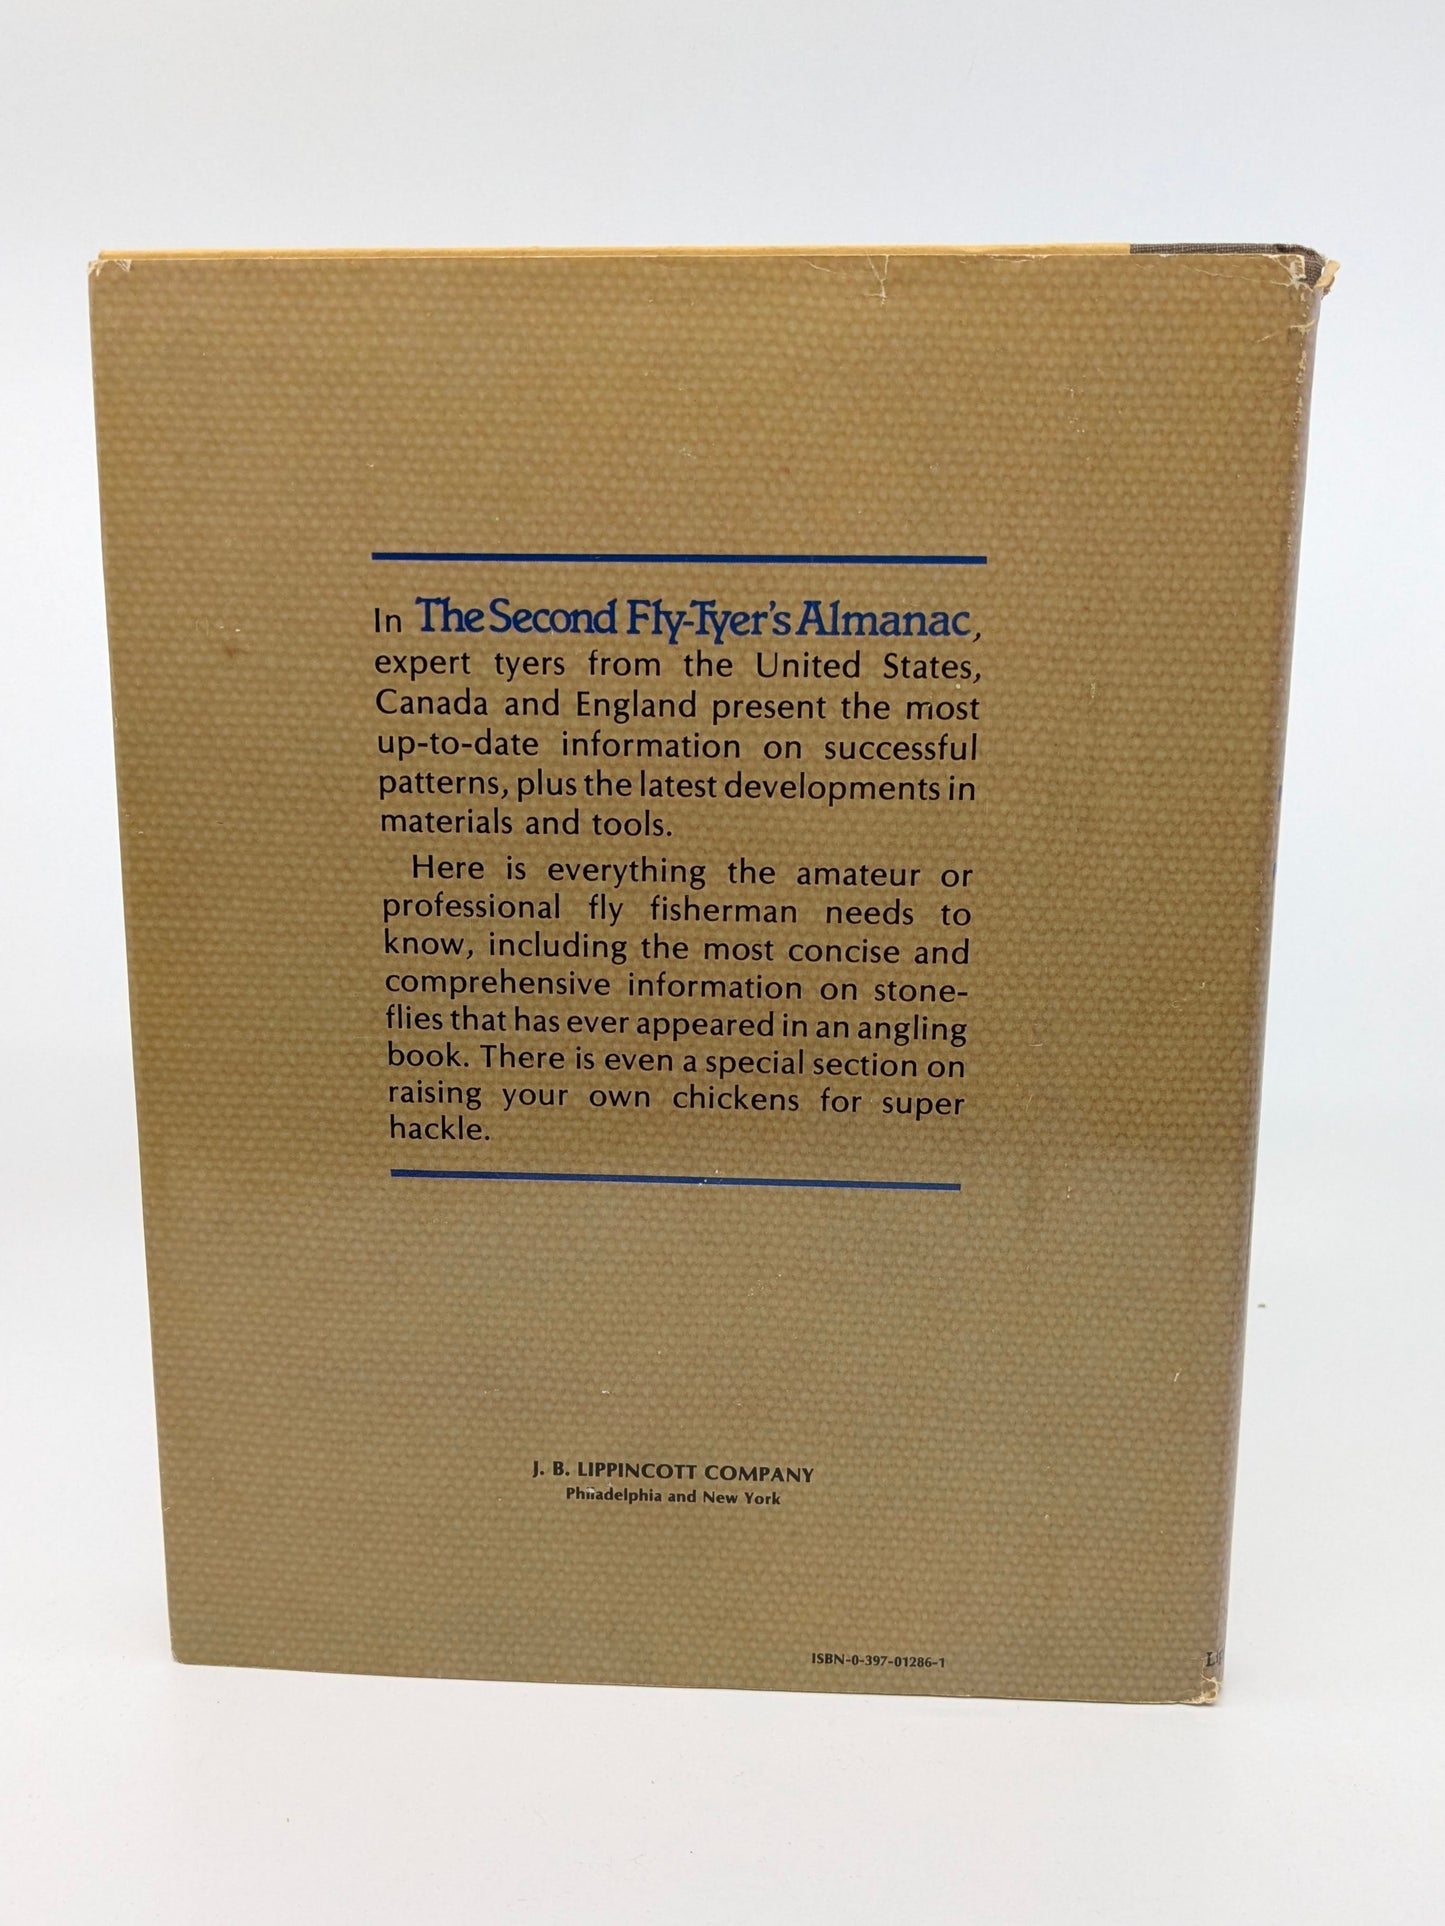 In The Second Fly-Tyer's Almanac,
expert tyers from the United States,
Canada and England present the most
up-to-date information on successful
patterns, plus the latest developments in
materials and tools.
Here is everything the amateur or
professional fly fisherman needs to
know, including the most concise and
comprehensive information on stone-
flies that has ever appeared in an angling
book. There is even a special section on
raising your own chickens for super
hackle.
J. B. LIPPINCOTT COMPANY
Philadelphia and New York
ISBN-0-397-01286-1